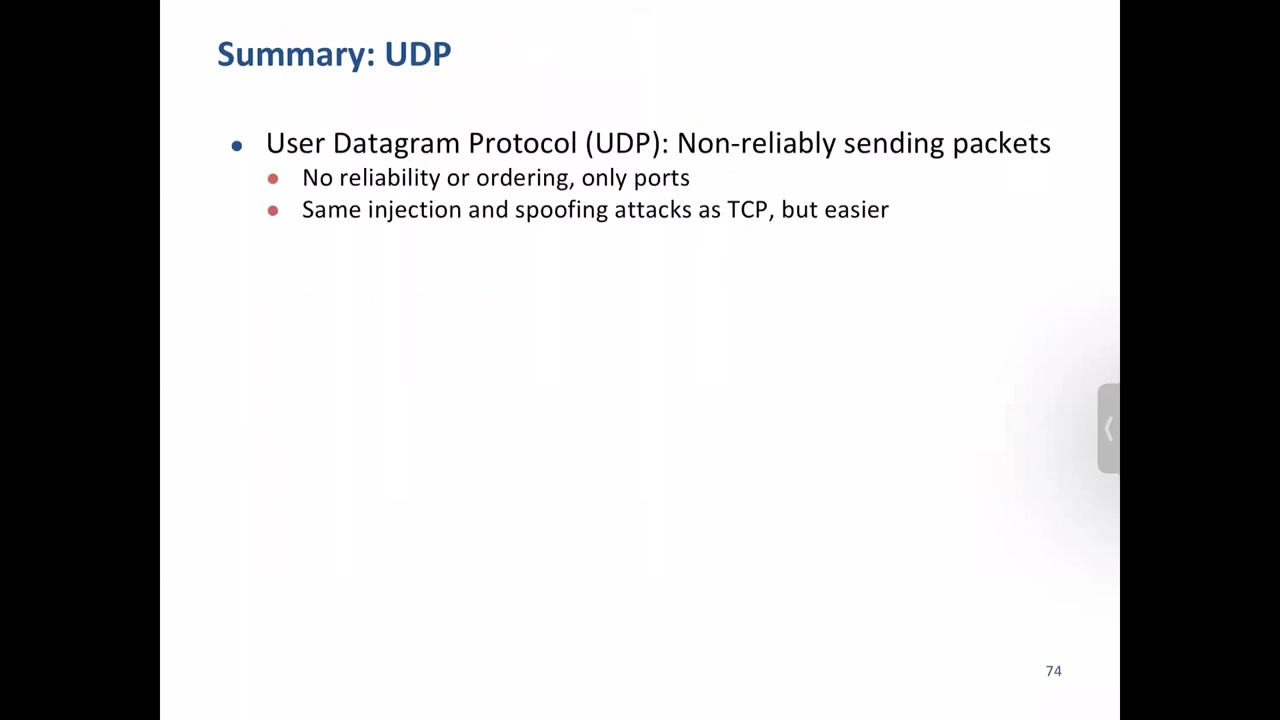 Summary: UDP
User Datagram Protocol (UDP): Non-reliably sending packets
No reliability or ordering, only ports
Same injection and spoofing attacks as TCP, but easier
74